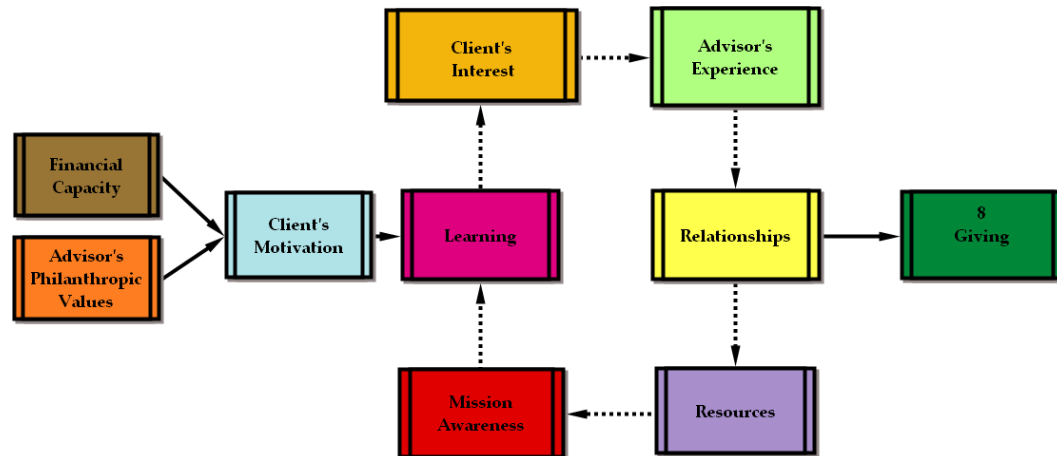 Client's
Interest
Advisor's
Experience
Financial
Capacity
Advisor's
Philanthropic
Values
Client's
Motivation
Learning
Relationships
8
Giving
Mission
Awareness
Resources